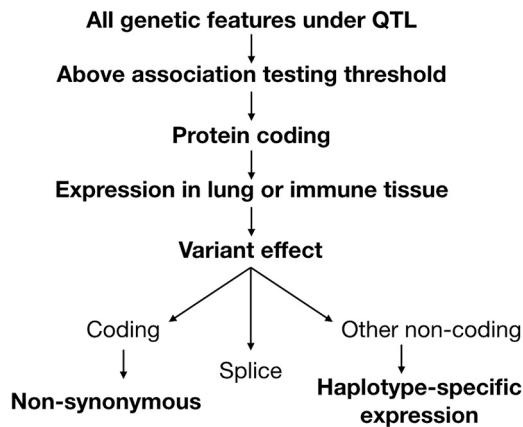 All genetic features under QTL
Above association testing threshold
Protein coding
Expression in lung or immune tissue
Variant effect
Coding
Splice
Other non-coding
Non-synonymous
Haplotype-specific
expression